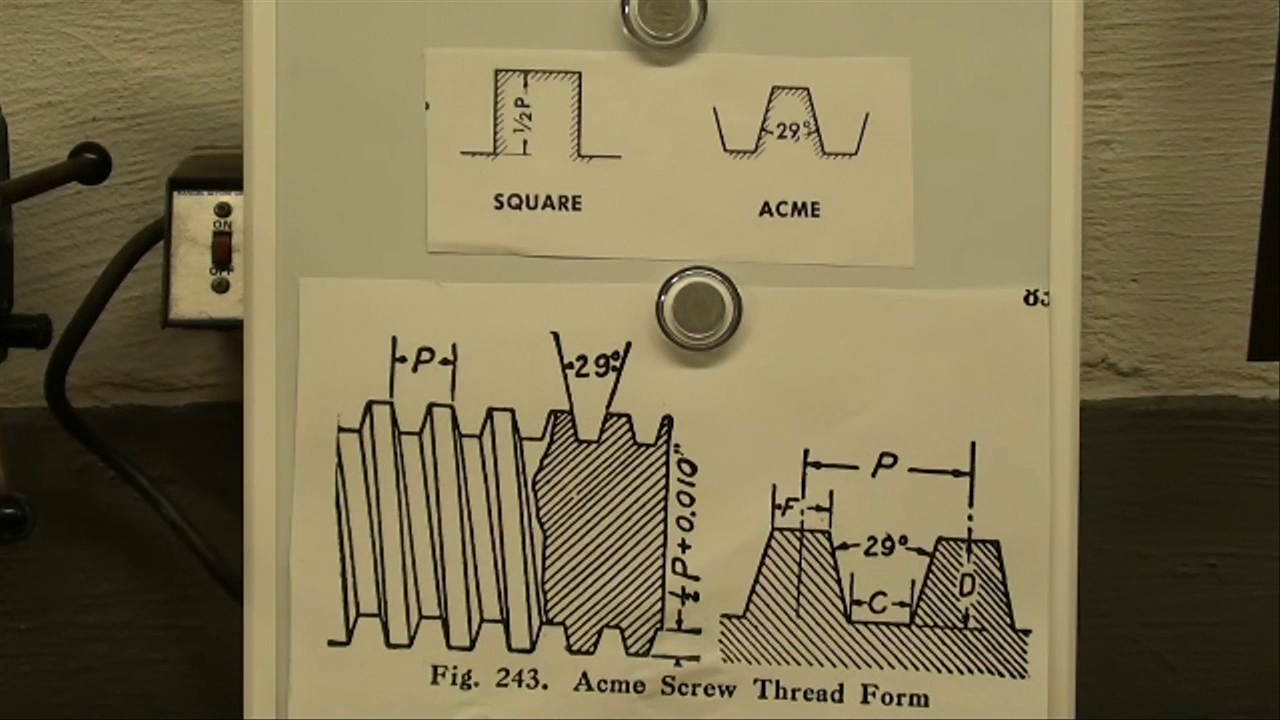 1/2P
29°
SQUARE
ACME
P
29°
½P+0.010"
P
F
29°
C
D
Fig. 243. Acme Screw Thread Form
ON
OFF